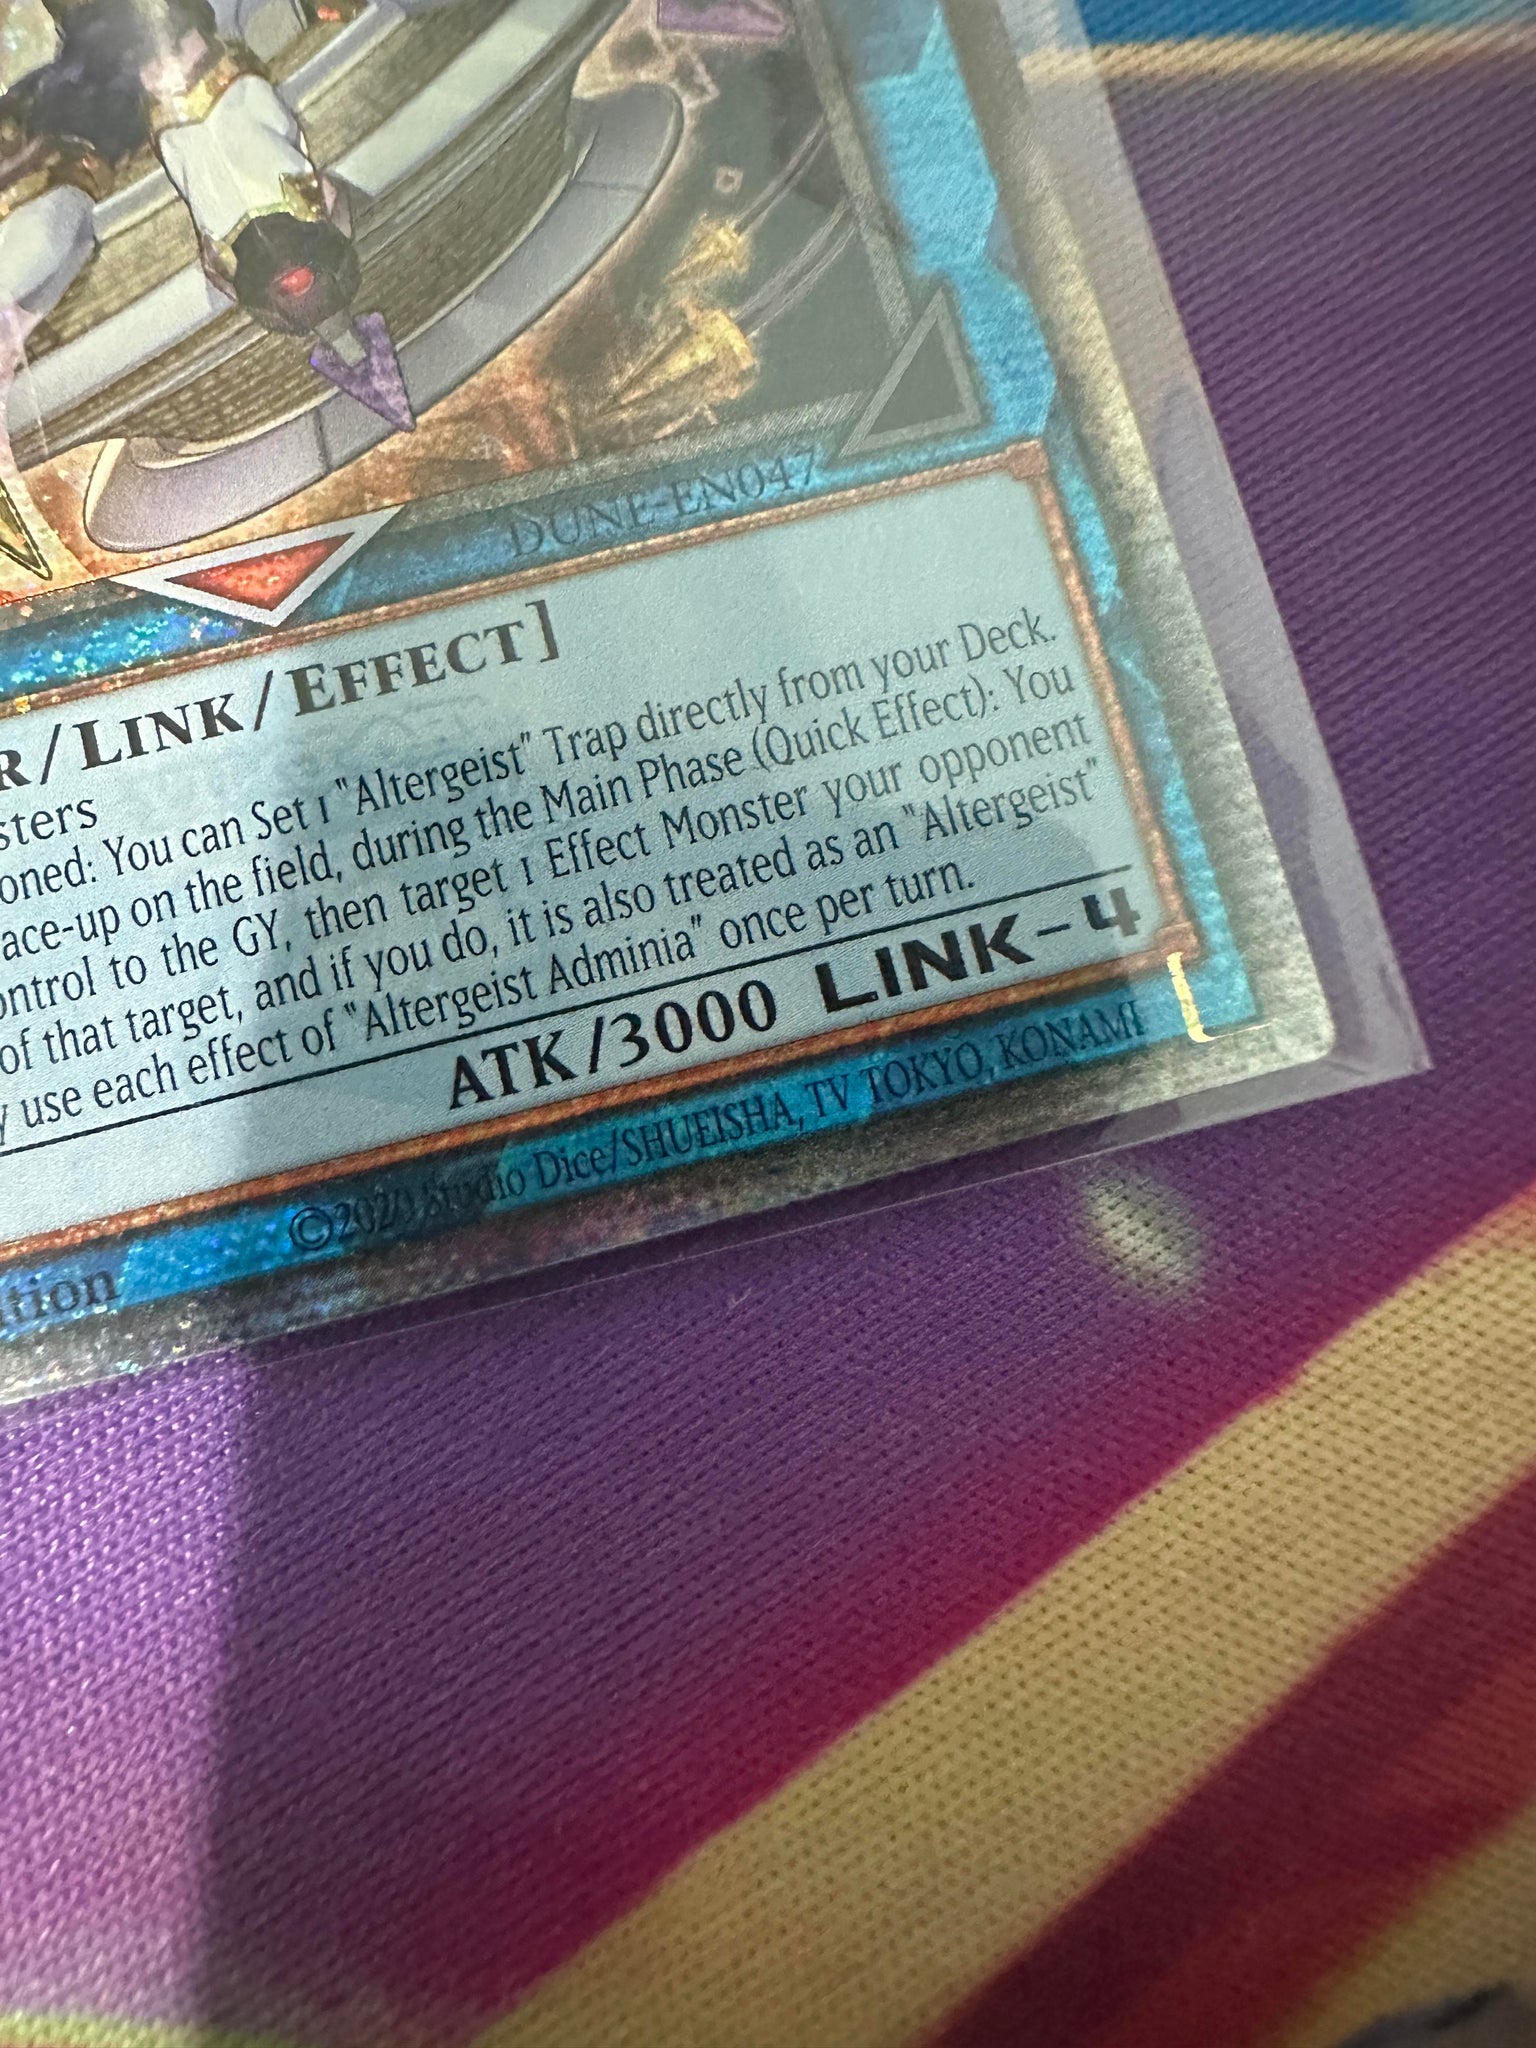 DUNE-EN047
R/LINK/EFFECT]
sters
oned: You can Set 1 "Altergeist" Trap directly from your Deck.
ace-up on the field, during the Main Phase (Quick Effect): You
ontrol to the GY, then target 1 Effect Monster your opponent
of that target, and if you do, it is also treated as an "Altergeist"
y use each effect of "Altergeist Adminia" once per turn.
ATK/3000 LINK-4
©2020 Studio Dice/SHUEISHA, TV TOKYO, KONAMI
ition